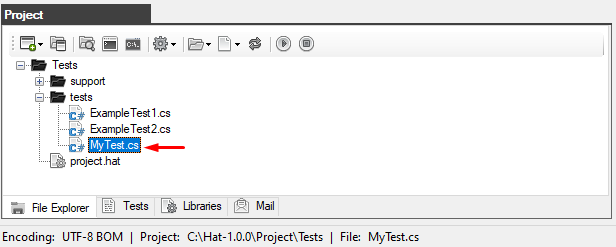 Project
Tests
support
tests
ExampleTest1.cs
ExampleTest2.cs
MyTest.cs
project.hat
File Explorer Tests Libraries Mail
Encoding: UTF-8 BOM | Project: C:\Hat-1.0.0\Project\Tests | File: MyTest.cs